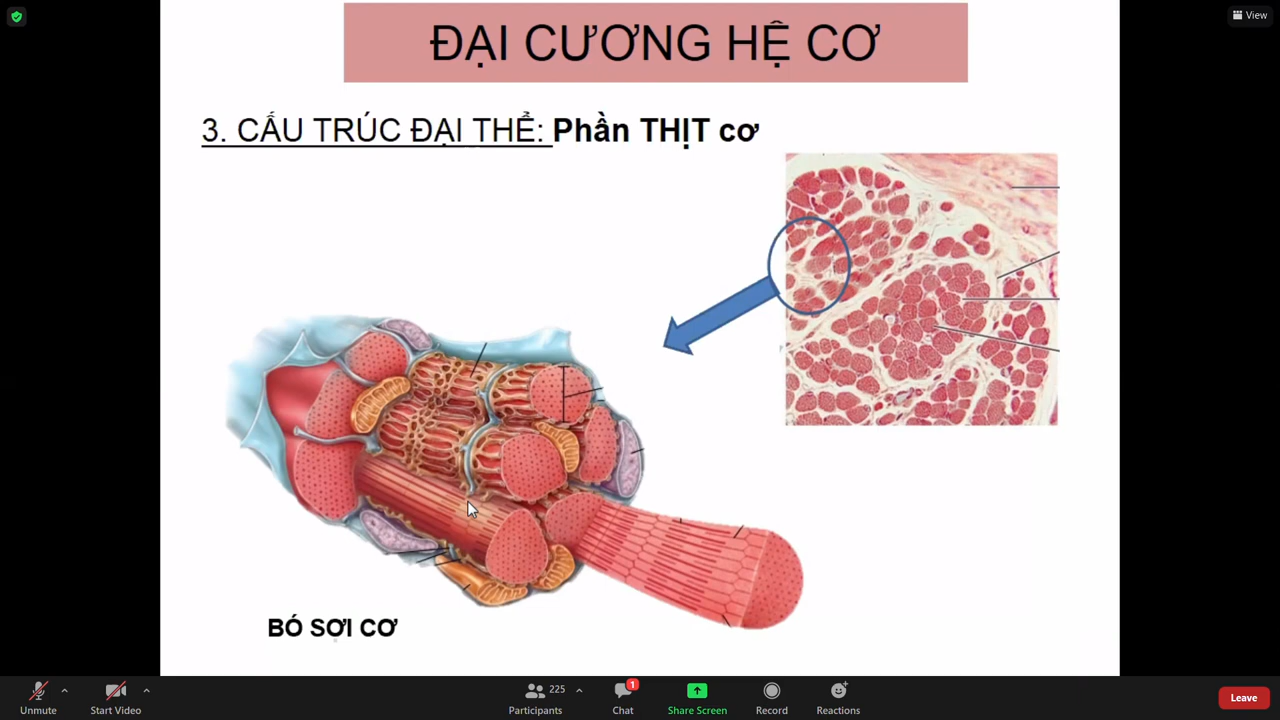 View
ĐẠI CƯƠNG HỆ CƠ
3. CẤU TRÚC ĐẠI THỂ: Phần THỊT cơ
BÓ SỢI CƠ
Unmute
Start Video
225
Participants
1
Chat
Share Screen
Record
Reactions
Leave